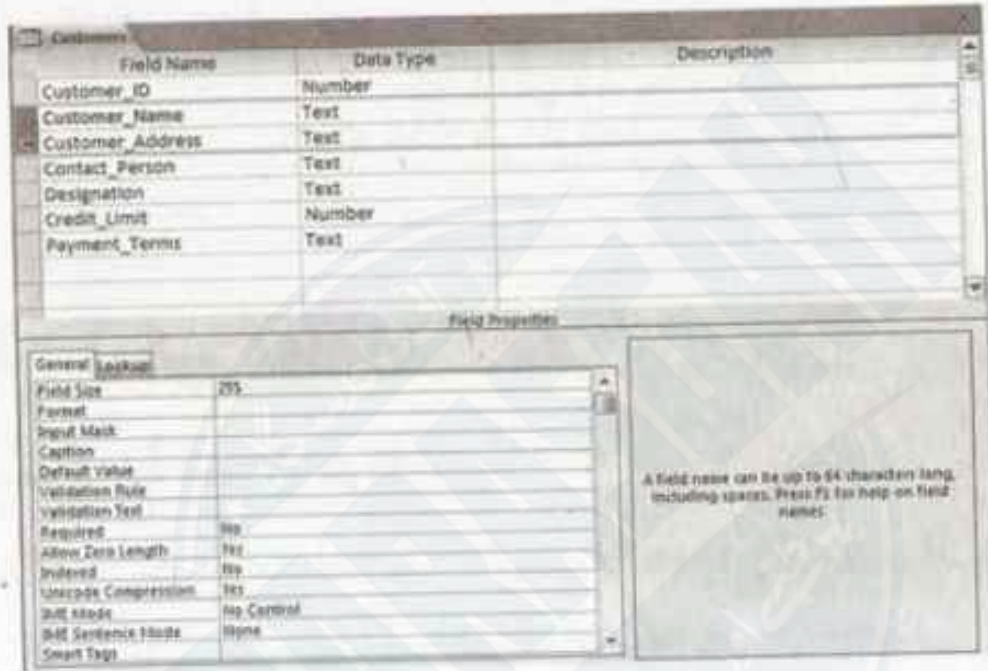 Customers
Field Name Data Type Description
Customer_ID Number
Customer_Name Text
Customer_Address Text
Contact_Person Text
Designation Text
Credit_Limit Number
Payment_Terms Text
Field Properties
General Lookup
Field Size 255
Format
Input Mask
Caption
Default Value
Validation Rule
Validation Text
Required No
Allow Zero Length Yes
Indexed No
Unicode Compression Yes
IME Mode No Control
IME Sentence Mode None
Smart Tags
A field name can be up to 64 characters long,
including spaces. Press F1 for help on field
names